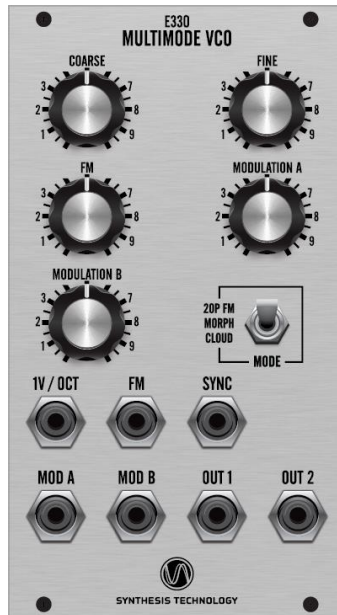 E330
MULTIMODE VCO
COARSE
FINE
3 7
2 8
1 9
3 7
2 8
1 9
FM
MODULATION A
3 7
2 8
1 9
3 7
2 8
1 9
MODULATION B
3 7
2 8
1 9
20P FM
MORPH
CLOUD
MODE
1V / OCT
FM
SYNC
MOD A
MOD B
OUT 1
OUT 2
SYNTHESIS TECHNOLOGY